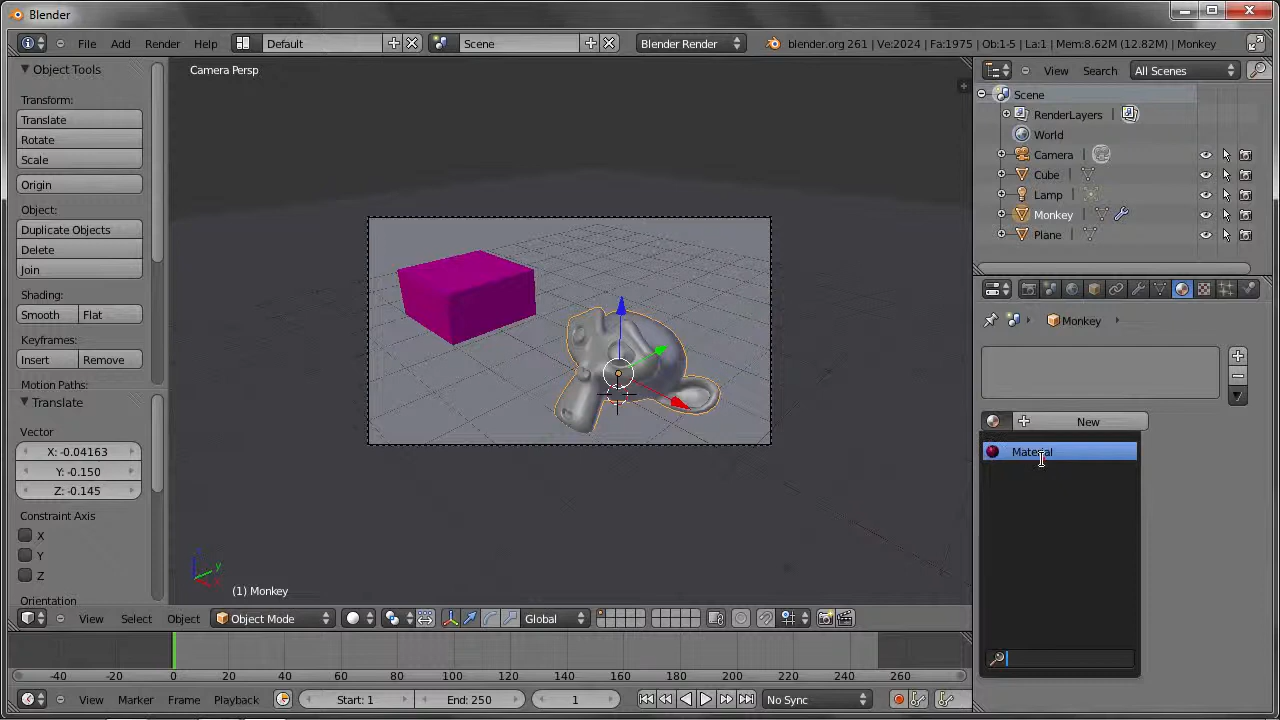 Blender
File Add Render Help Default Scene Blender Render blender.org 261 | Ve:2024 | Fa:1975 | Ob:1-5 | La:1 | Mem:8.62M (12.82M) | Monkey
Object Tools
Transform:
Translate
Rotate
Scale
Origin
Object:
Duplicate Objects
Delete
Join
Shading:
Smooth Flat
Keyframes:
Insert Remove
Motion Paths:
Translate
Vector
X: -0.04163
Y: -0.150
Z: -0.145
Constraint Axis
X
Y
Z
Orientation
Camera Persp
z
y
x
(1) Monkey
View Select Object Object Mode Global
View Search All Scenes
Scene
RenderLayers
World
Camera
Cube
Lamp
Monkey
Plane
Monkey
New
Material
-40 -20 0 20 40 60 80 100 120 140 160 180 200 220 240 260
View Marker Frame Playback Start: 1 End: 250 1 No Sync